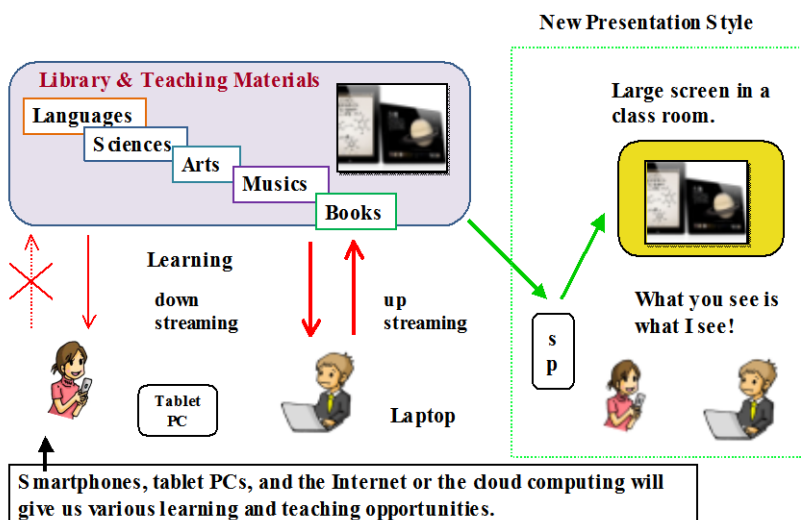 New Presentation Style
Library & Teaching Materials
Languages
Sciences
Arts
Musics
Books
Large screen in a
class room.
Learning
down
streaming
up
streaming
What you see is
what I see!
s
p
Tablet
PC
Laptop
Smartphones, tablet PCs, and the Internet or the cloud computing will
give us various learning and teaching opportunities.